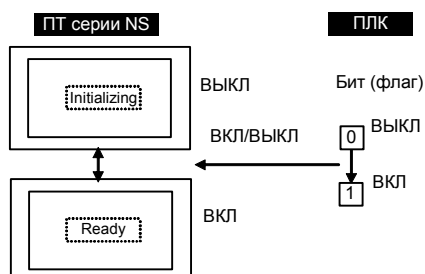 ПТ серии NS
ПЛК
Initializing
ВЫКЛ
Бит (флаг)
ВКЛ/ВЫКЛ
0
ВЫКЛ
1
ВКЛ
Ready
ВКЛ